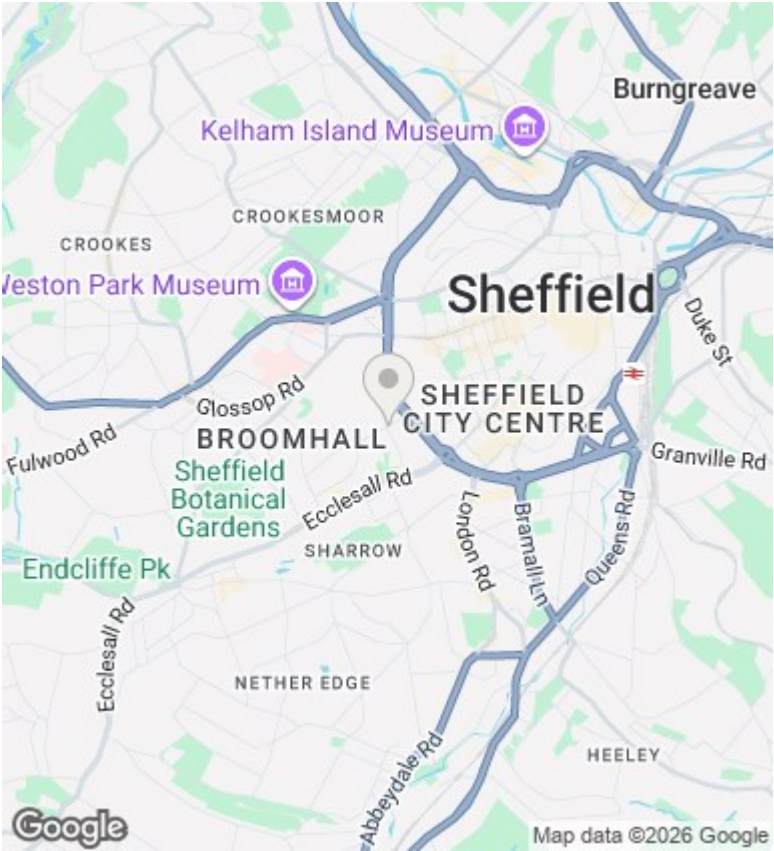 Burngreave
Kelham Island Museum
CROOKESMOOR
CROOKES
Weston Park Museum
Sheffield
Duke St
SHEFFIELD
CITY CENTRE
Glossop Rd
Fulwood Rd
BROOMHALL
Granville Rd
Sheffield
Botanical
Gardens
Ecclesall Rd
London Rd
Bramall Ln
Queens Rd
SHARROW
Endcliffe Pk
Ecclesall Rd
NETHER EDGE
Abbeydale Rd
HEELEY
Google
Map data ©2026 Google